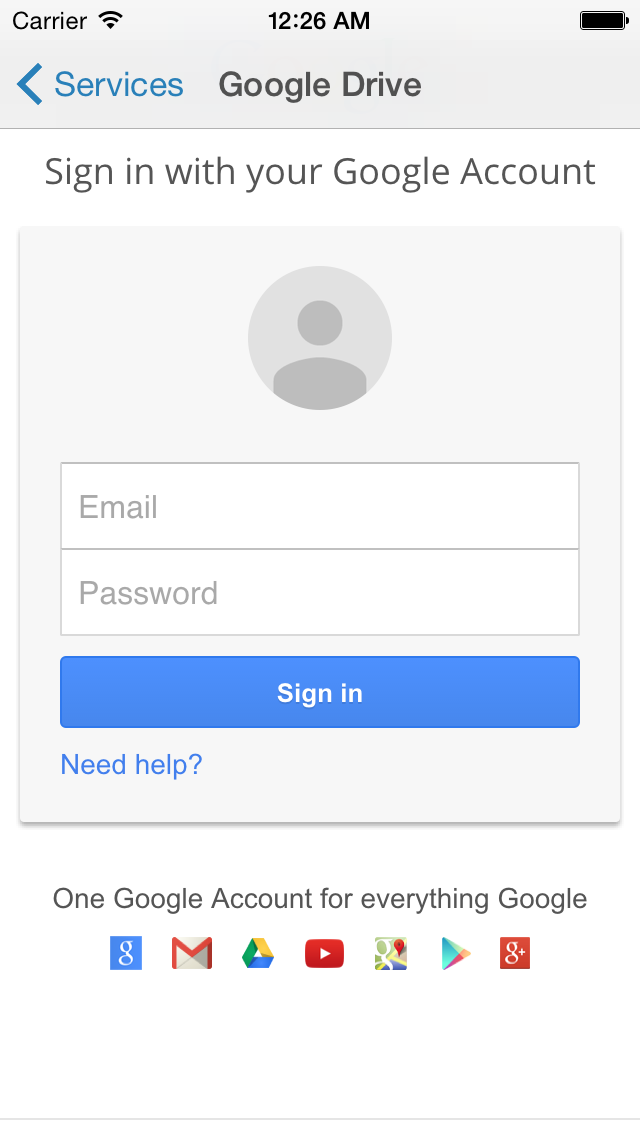 Carrier 12:26 AM
Services Google Drive
Sign in with your Google Account
Email
Password
Sign in
Need help?
One Google Account for everything Google
g g g+